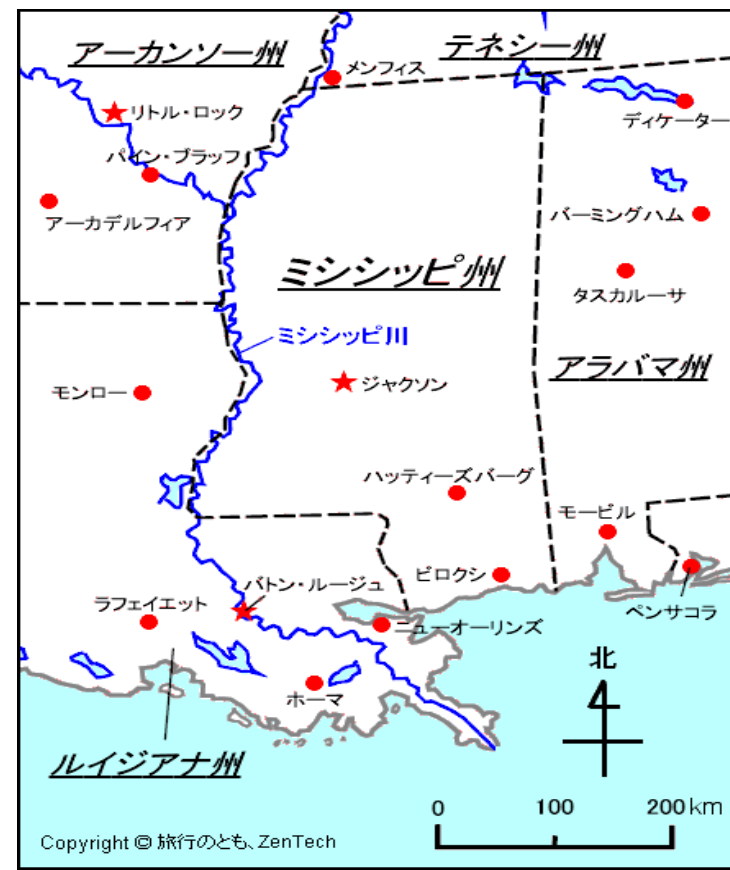 アーカンソー州
テネシー州
メンフィス
リトル・ロック
ディケーター
パイン・ブラッフ
アーカデルフィア
バーミングハム
ミシシッピ州
タスカルーサ
ミシシッピ川
アラバマ州
ジャクソン
モンロー
ハッティーズバーグ
モービル
ビロクシ
バトン・ルージュ
ラフェイエット
ペンサコラ
ニューオーリンズ
北
ホーマ
ルイジアナ州
0 100 200 km
Copyright © 旅行のとも、ZenTech